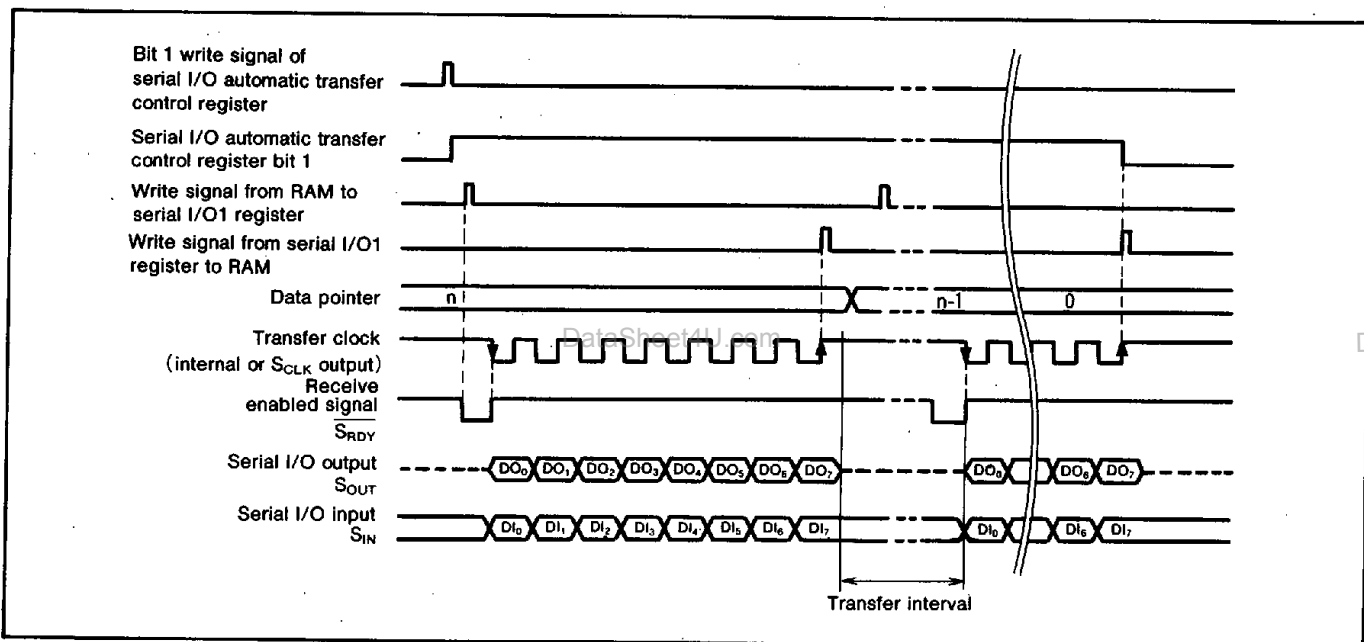 Bit 1 write signal of
serial I/O automatic transfer
control register
Serial I/O automatic transfer
control register bit 1
Write signal from RAM to
serial I/O1 register
Write signal from serial I/O1
register to RAM
Data pointer
n
n-1
0
Transfer clock
(internal or SCLK output)
DataSheet4U.com
D
Receive
enabled signal
SRDY
Serial I/O output
SOUT
DO0 DO1 DO2 DO3 DO4 DO5 DO6 DO7
DO0 DO6 DO7
Serial I/O input
SIN
DI0 DI1 DI2 DI3 DI4 DI5 DI6 DI7
DI0 DI6 DI7
Transfer interval